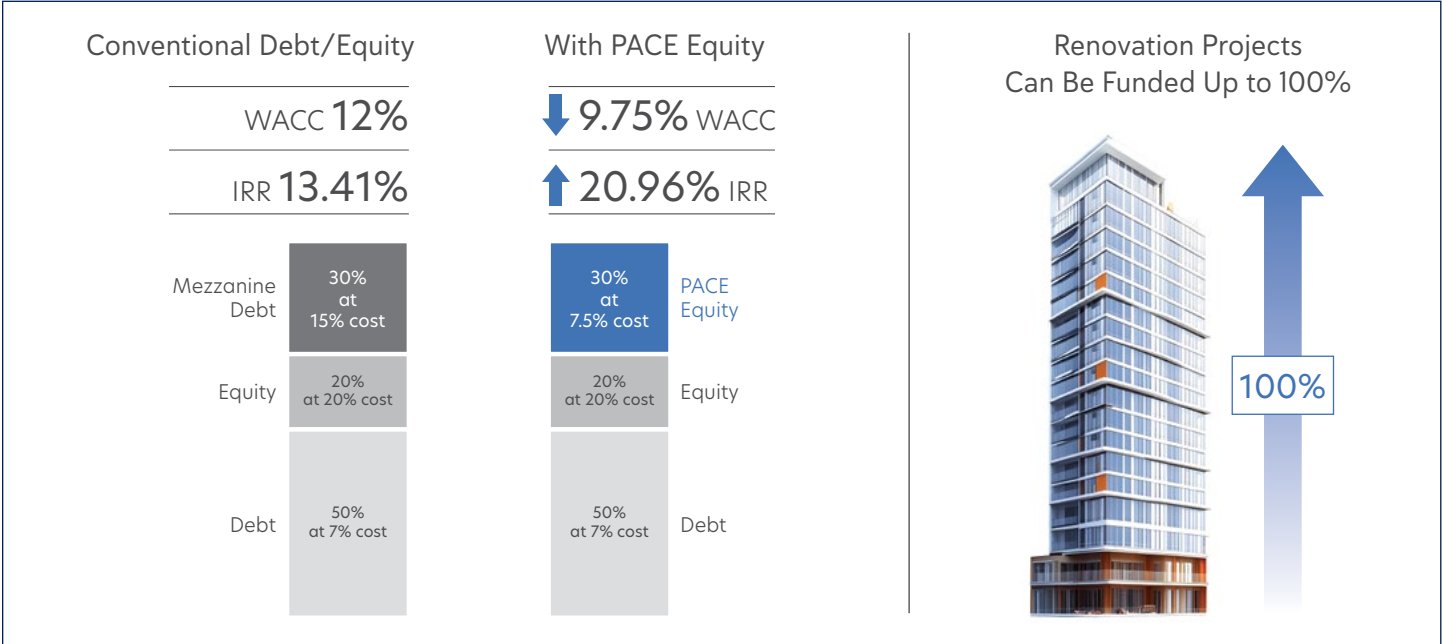 Conventional Debt/Equity
WACC 12%
IRR 13.41%
Mezzanine
Debt
30%
at
15% cost
Equity
20%
at 20% cost
Debt
50%
at 7% cost
With PACE Equity
9.75% WACC
20.96% IRR
30%
at
7.5% cost
PACE
Equity
20%
at 20% cost
Equity
50%
at 7% cost
Debt
Renovation Projects
Can Be Funded Up to 100%
100%